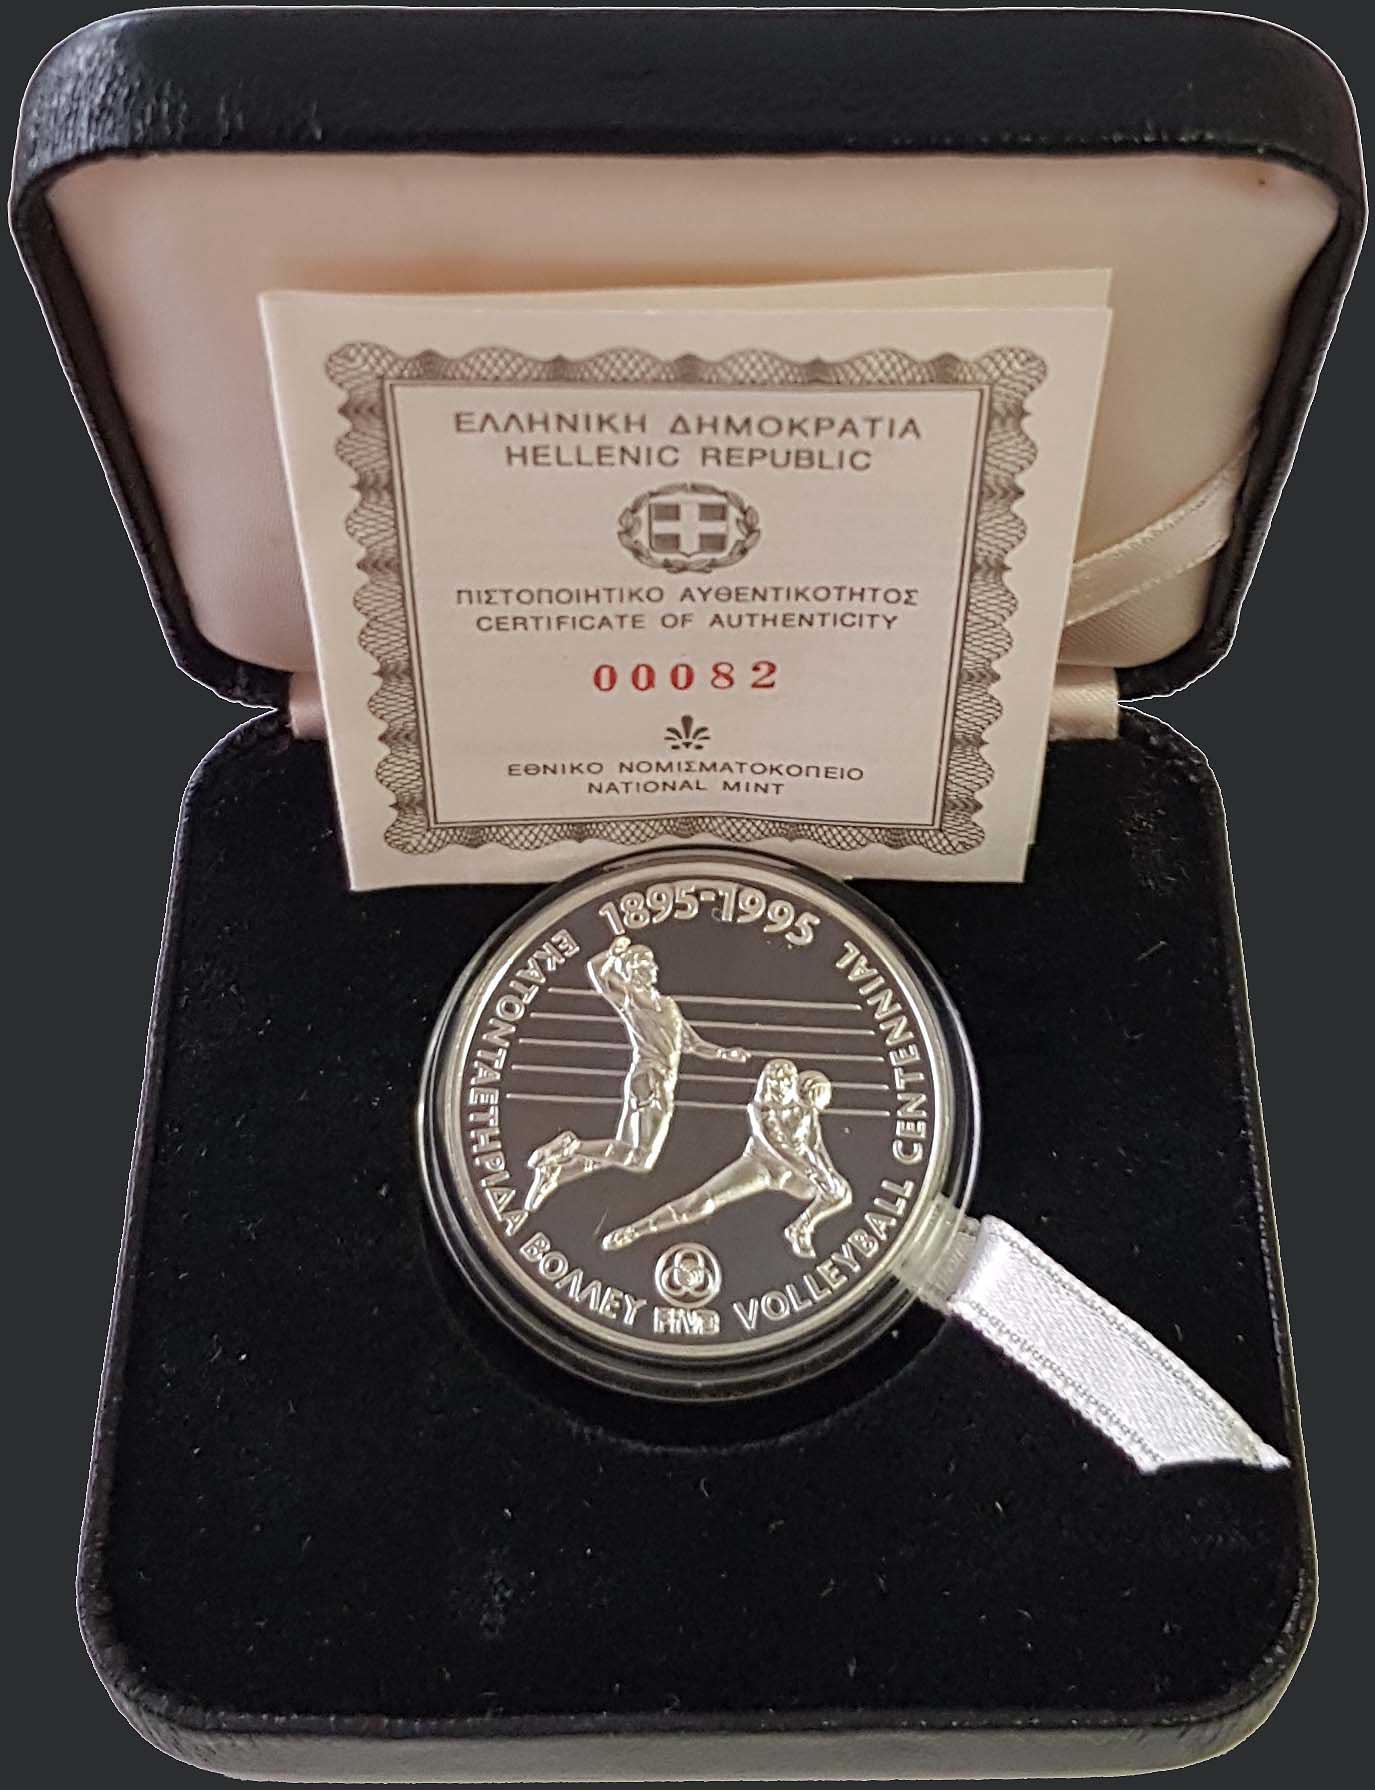 ΕΛΛΗΝΙΚΗ ΔΗΜΟΚΡΑΤΙΑ
HELLENIC REPUBLIC
ΠΙΣΤΟΠΟΙΗΤΙΚΟ ΑΥΘΕΝΤΙΚΟΤΗΤΟΣ
CERTIFICATE OF AUTHENTICITY
00082
ΕΘΝΙΚΟ ΝΟΜΙΣΜΑΤΟΚΟΠΕΙΟ
NATIONAL MINT
1895-1995
ΕΚΑΤΟΝΤΑΕΤΗΡΙΔΑ ΒΟΛΛΕΥ
FIVB
VOLLEYBALL CENTENNIAL